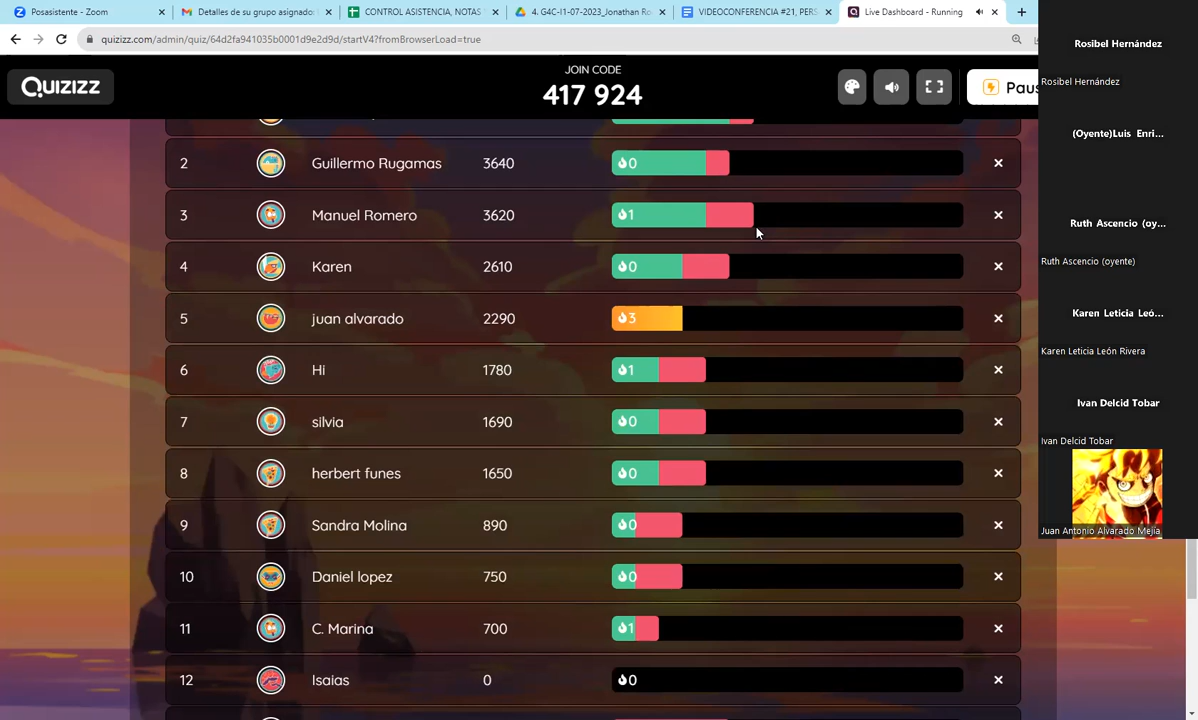 Posasistente - Zoom
Detalles de su grupo asignado
CONTROL ASISTENCIA, NOTAS
4. G4C-I1-07-2023_Jonathan Ro
VIDEOCONFERENCIA #21, PERS
Live Dashboard - Running
quizizz.com/admin/quiz/64d2fa941035b0001d9e2d9d/startV4?fromBrowserLoad=true
Quizizz
JOIN CODE
417 924
Paus
2 Guillermo Rugamas 3640 0
3 Manuel Romero 3620 1
4 Karen 2610 0
5 juan alvarado 2290 3
6 Hi 1780 1
7 silvia 1690 0
8 herbert funes 1650 0
9 Sandra Molina 890 0
10 Daniel lopez 750 0
11 C. Marina 700 1
12 Isaias 0 0
Rosibel Hernández
Rosibel Hernández
(Oyente)Luis Enri...
Ruth Ascencio (oy...
Ruth Ascencio (oyente)
Karen Leticia Leó...
Karen Leticia León Rivera
Ivan Delcid Tobar
Ivan Delcid Tobar
Juan Antonio Alvarado Mejía